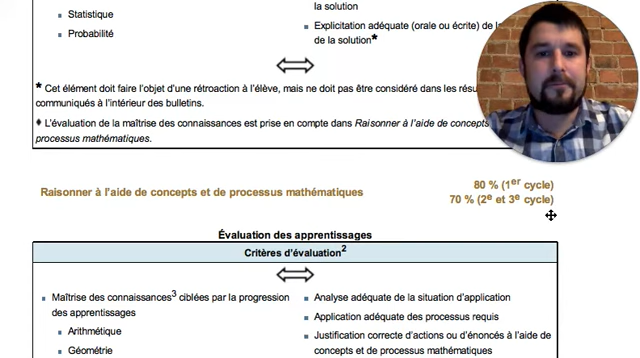 Statistique
Probabilité
la solution
Explicitation adéquate (orale ou écrite) de
de la solution*
* Cet élément doit faire l'objet d'une rétroaction à l'élève, mais ne doit pas être considéré dans les
communiqués à l'intérieur des bulletins.
♦ L'évaluation de la maîtrise des connaissances est prise en compte dans Raisonner à l'aide de concepts
processus mathématiques.
Raisonner à l'aide de concepts et de processus mathématiques
80 % (1er cycle)
70 % (2e et 3e cycle)
Évaluation des apprentissages
Critères d'évaluation2
Maîtrise des connaissances3 ciblées par la progression
des apprentissages
Arithmétique
Géométrie
Analyse adéquate de la situation d'application
Application adéquate des processus requis
Justification correcte d'actions ou d'énoncés à l'aide de
concepts et de processus mathématiques